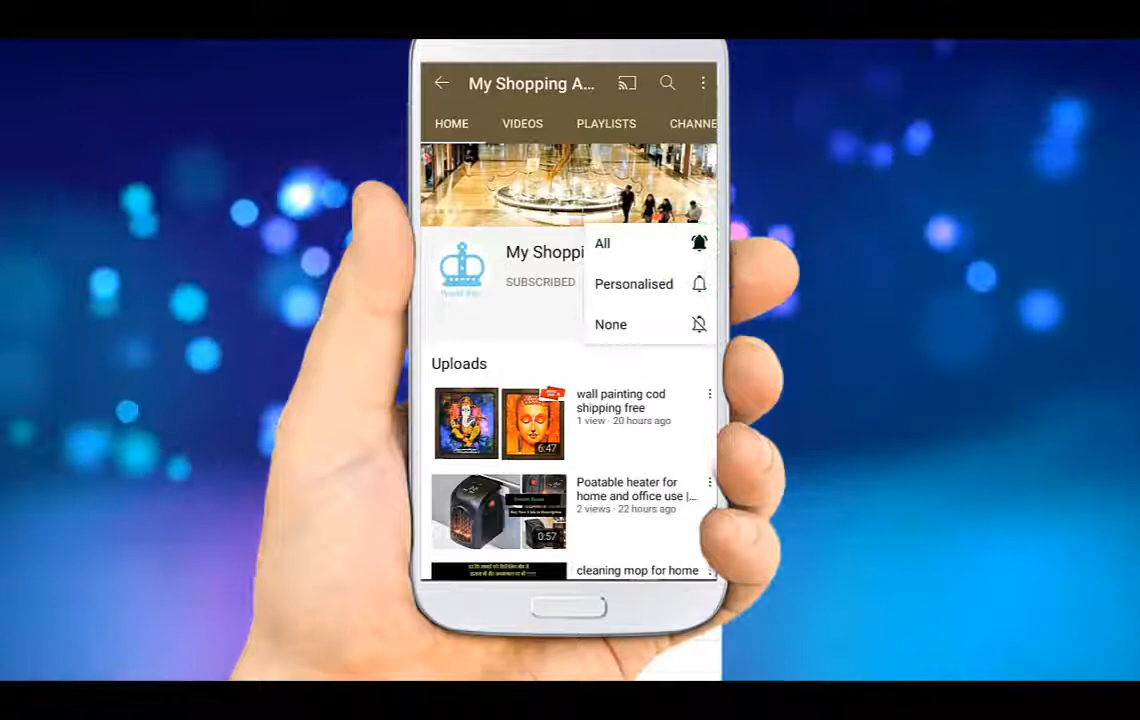 My Shopping A...
HOME VIDEOS PLAYLISTS CHANNE
My Shoppi
SUBSCRIBED
All
Personalised
None
Uploads
wall painting cod
shipping free
1 view · 20 hours ago
6:47
Poatable heater for
home and office use |...
2 views · 22 hours ago
0:57
cleaning mop for home